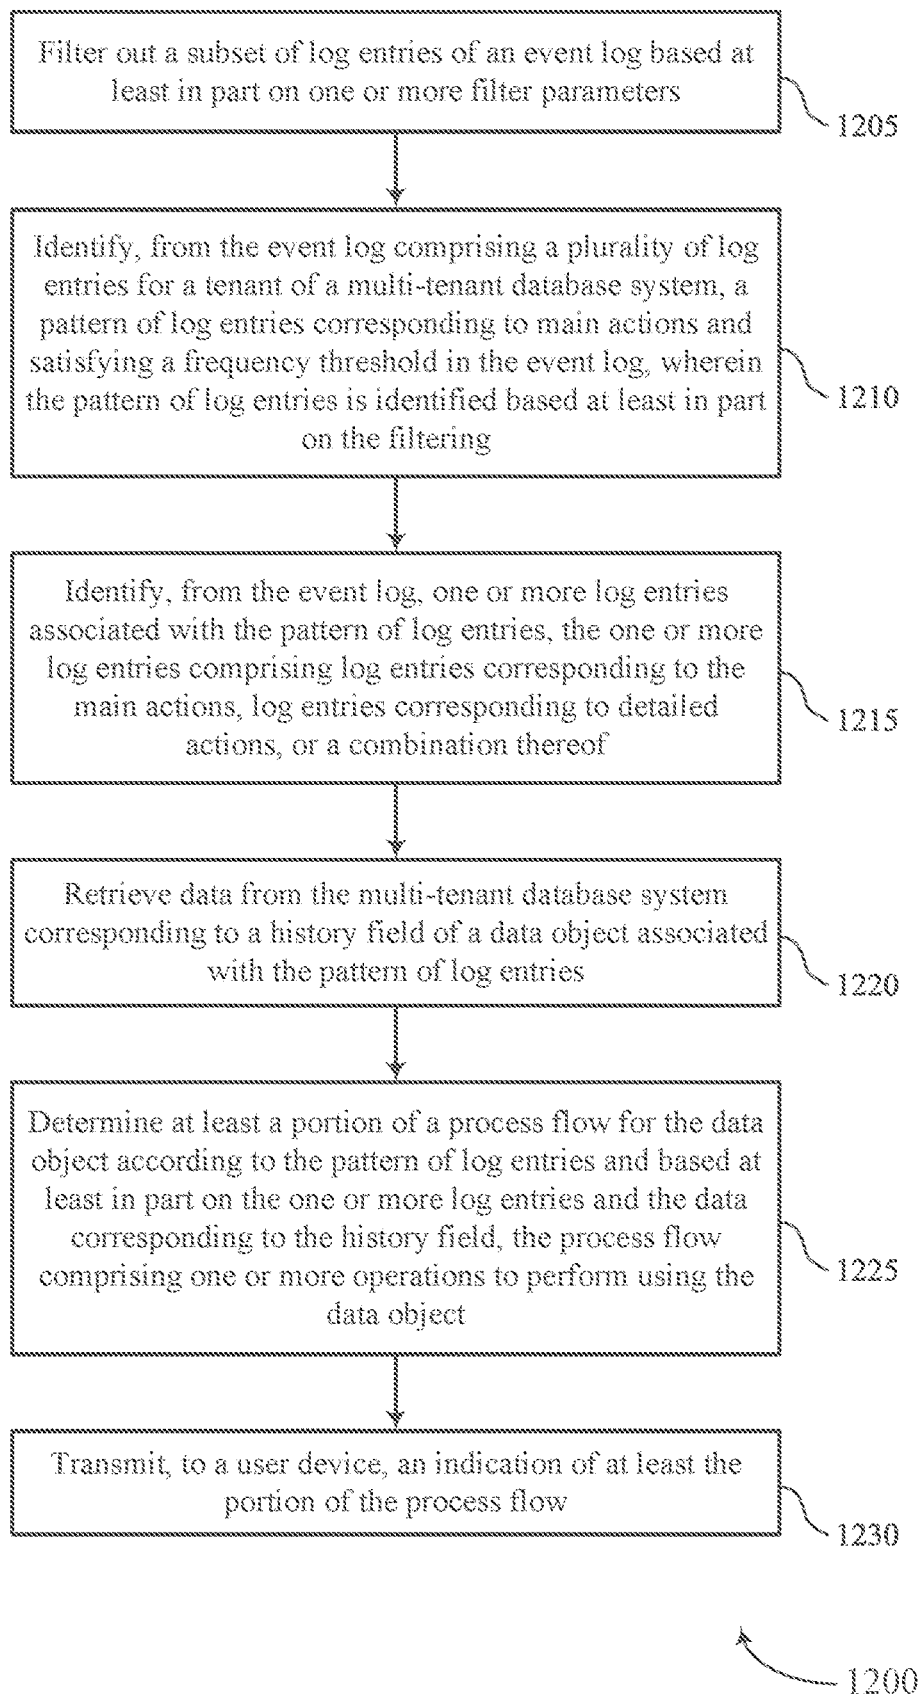 Filter out a subset of log entries of an event log based at
least in part on one or more filter parameters
1205
Identify, from the event log comprising a plurality of log
entries for a tenant of a multi-tenant database system, a
pattern of log entries corresponding to main actions and
satisfying a frequency threshold in the event log, wherein
the pattern of log entries is identified based at least in part
on the filtering
1210
Identify, from the event log, one or more log entries
associated with the pattern of log entries, the one or more
log entries comprising log entries corresponding to the
main actions, log entries corresponding to detailed
actions, or a combination thereof
1215
Retrieve data from the multi-tenant database system
corresponding to a history field of a data object associated
with the pattern of log entries
1220
Determine at least a portion of a process flow for the data
object according to the pattern of log entries and based at
least in part on the one or more log entries and the data
corresponding to the history field, the process flow
comprising one or more operations to perform using the
data object
1225
Transmit, to a user device, an indication of at least the
portion of the process flow
1230
1200